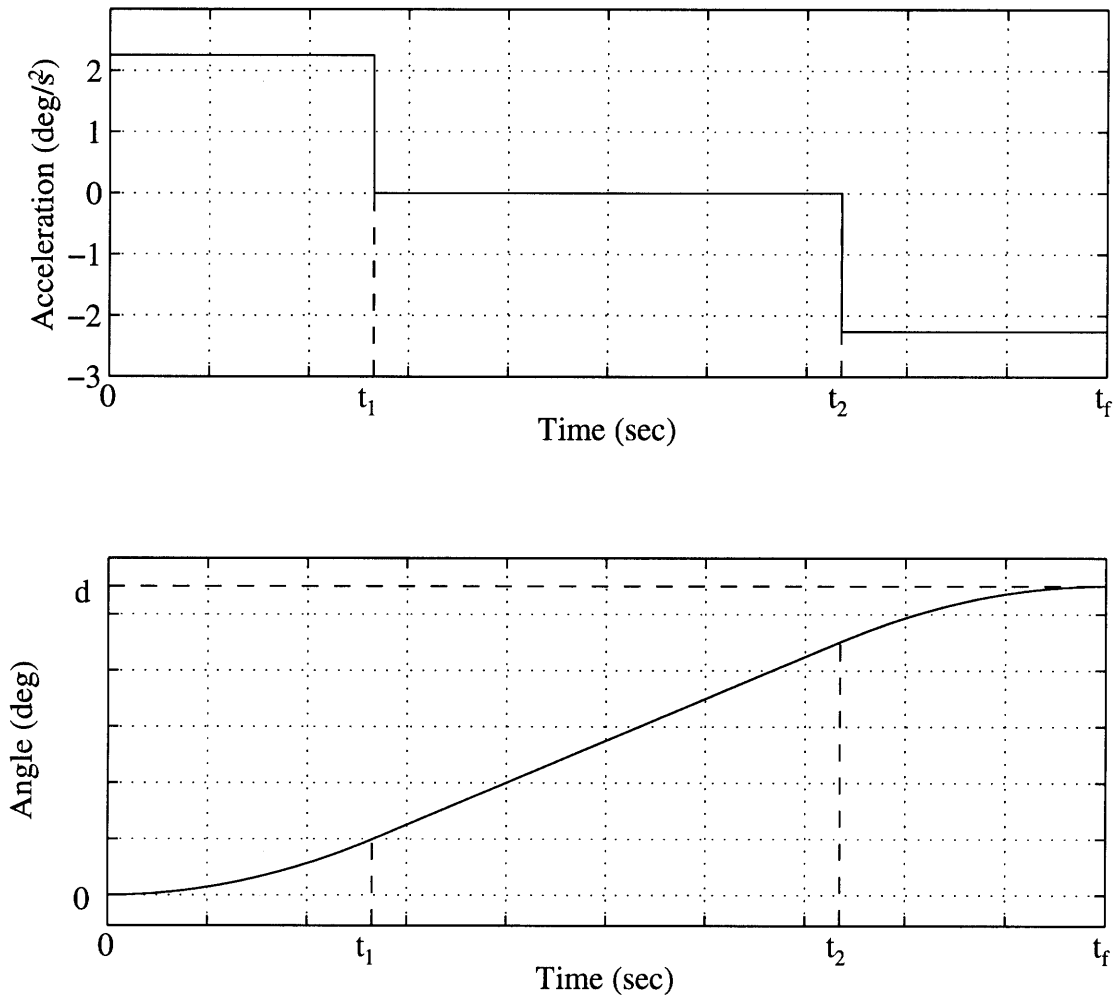 Acceleration (deg/s²)
2
1
0
−1
−2
−3
0
t₁
t₂
t_f
Time (sec)
Angle (deg)
d
0
0
t₁
t₂
t_f
Time (sec)